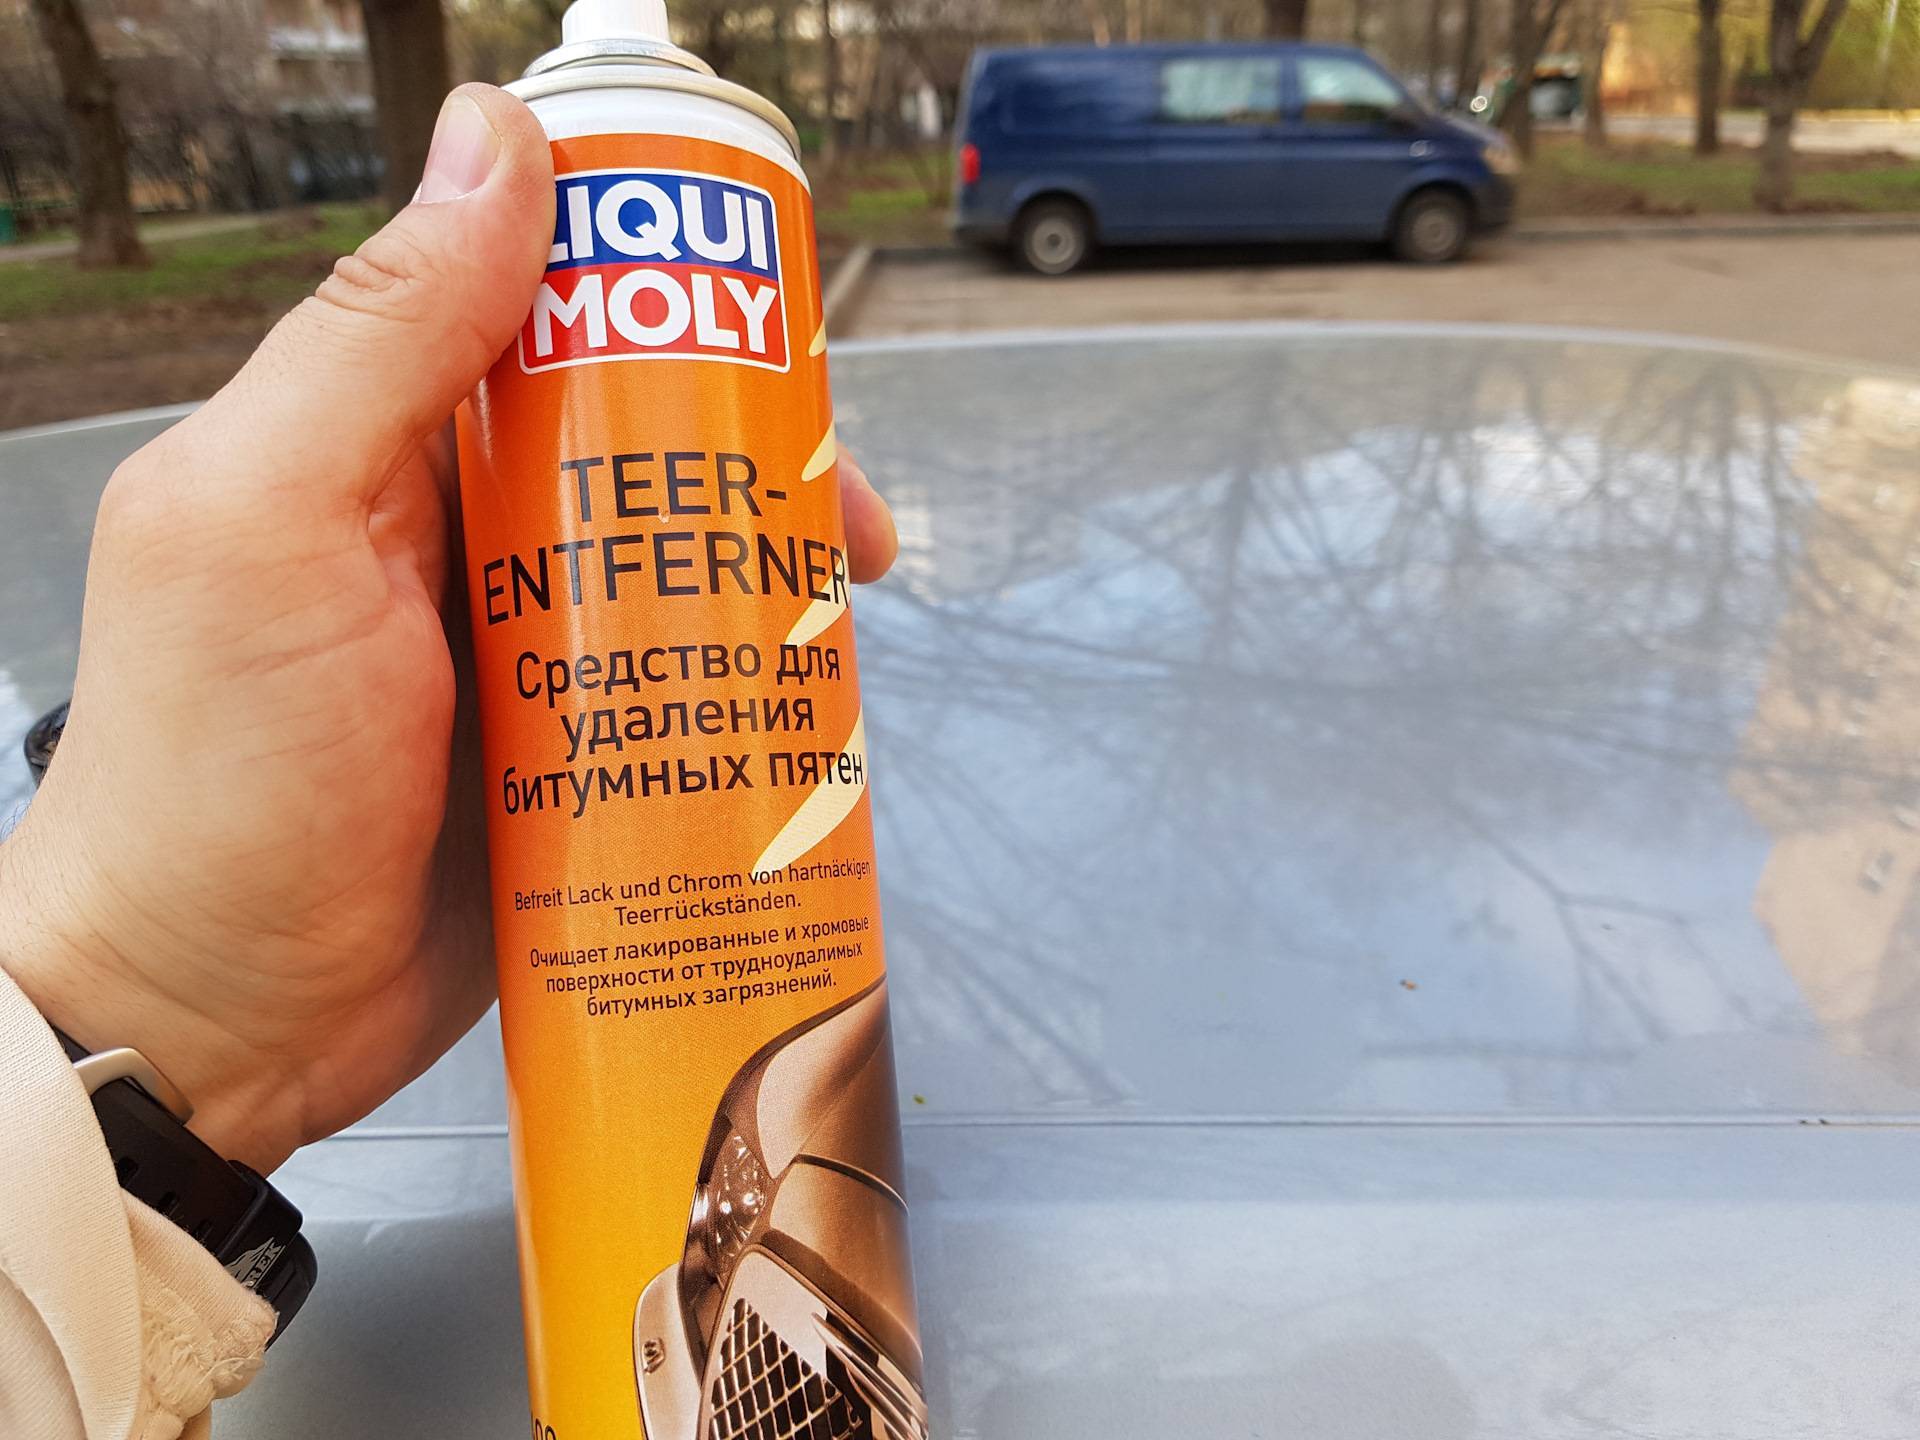 LIQUI
MOLY
TEER-
ENTFERNER
Средство для
удаления
битумных пятен
Befreit Lack und Chrom von hartnäckigen
Teerrückständen.
Очищает лакированные и хромовые
поверхности от трудноудалимых
битумных загрязнений.